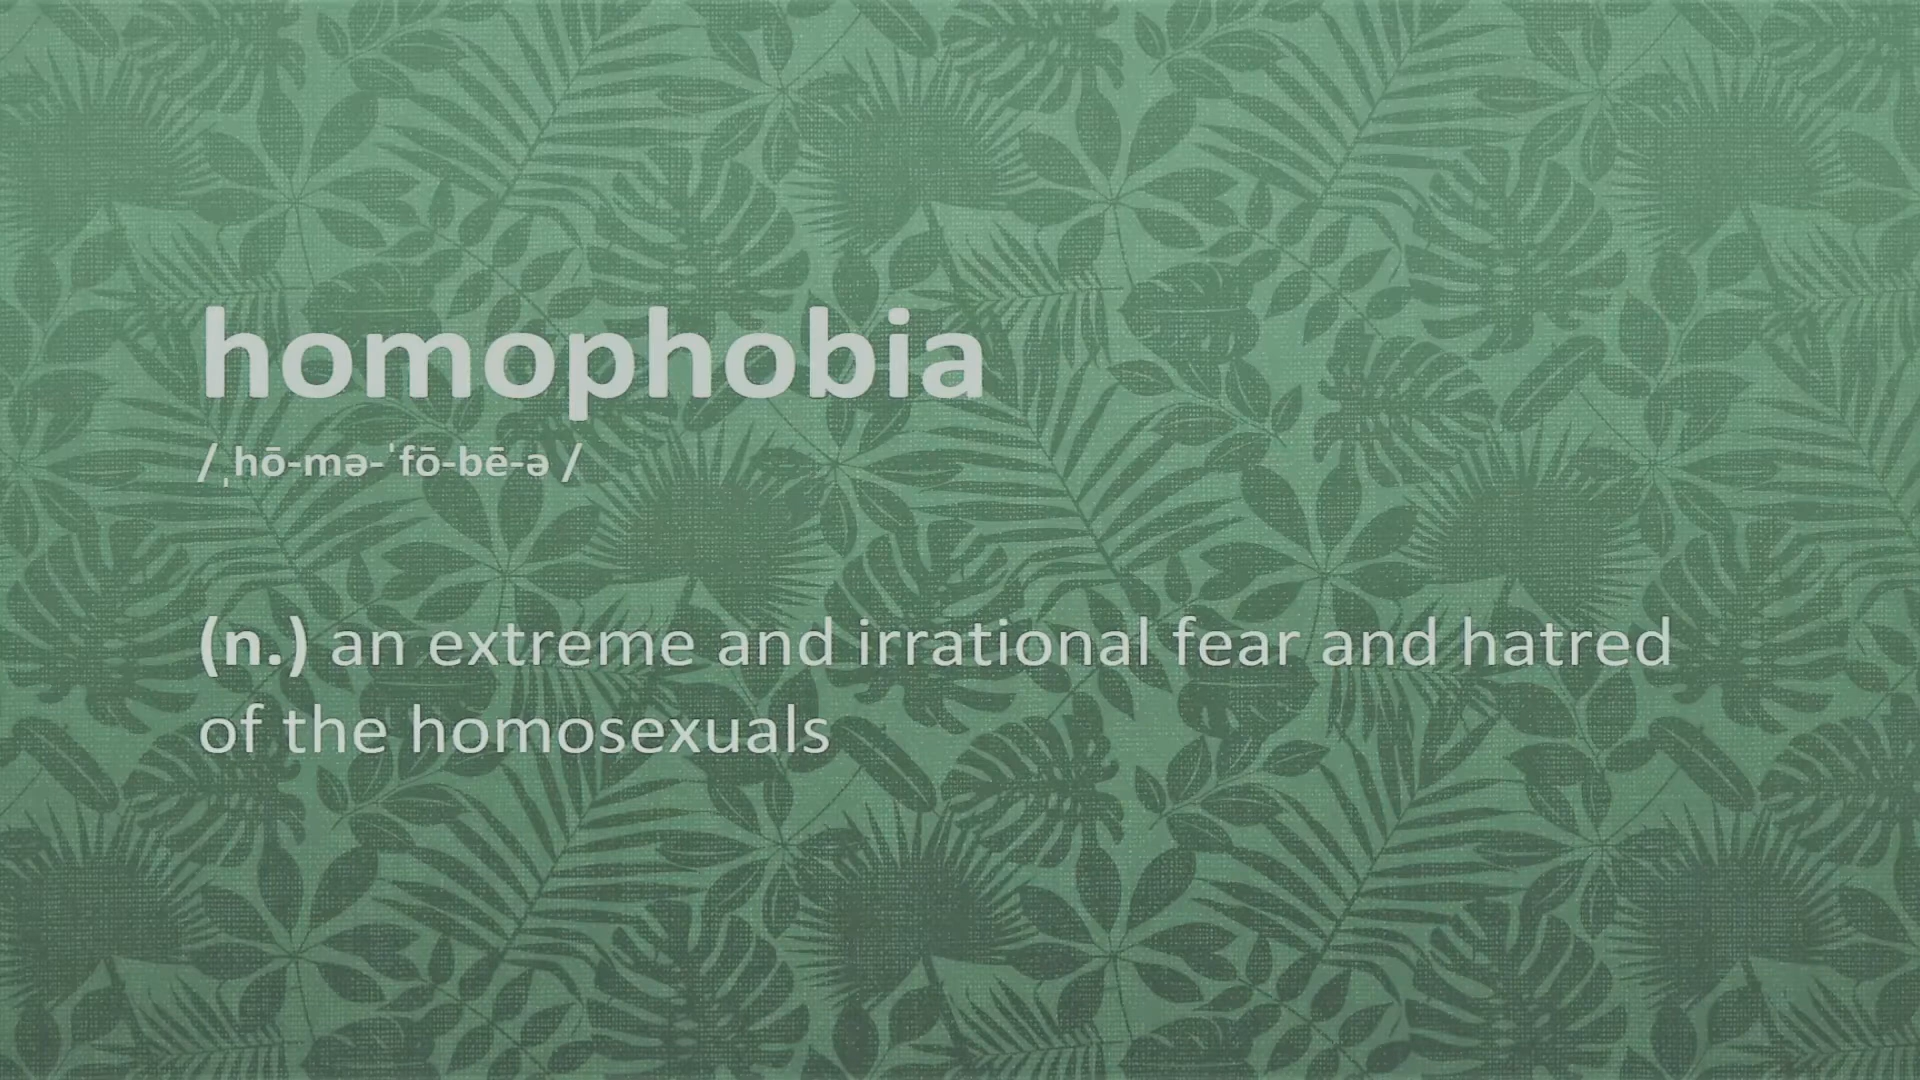 homophobia
/ˌhō-mə-ˈfō-bē-ə /
(n.) an extreme and irrational fear and hatred
of the homosexuals